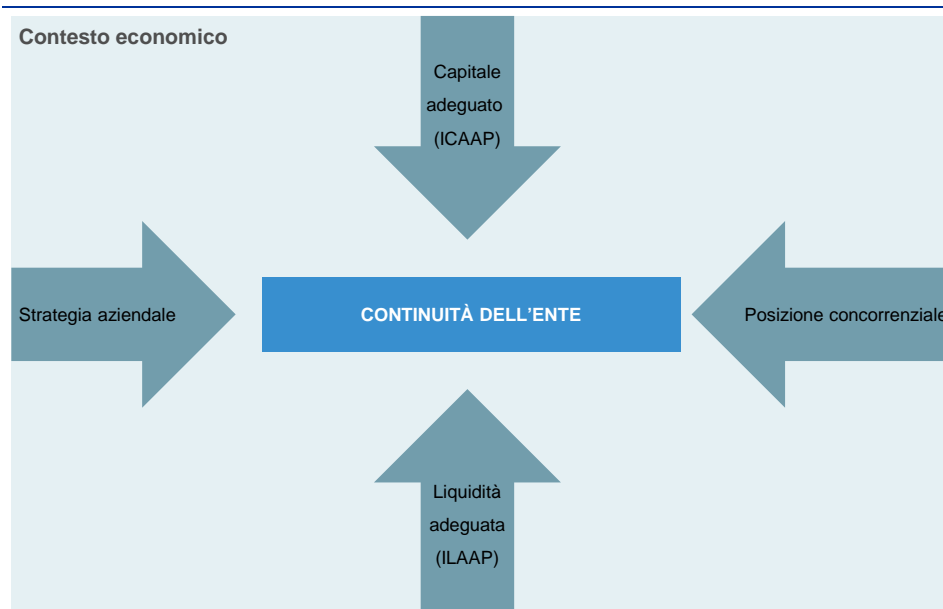 Contesto economico
Capitale
adeguato
(ICAAP)
Strategia aziendale
CONTINUITÀ DELL’ENTE
Posizione concorrenziale
Liquidità
adeguata
(ILAAP)